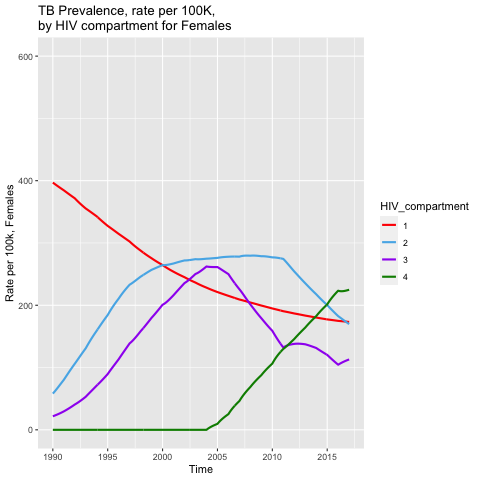 TB Prevalence, rate per 100K,
by HIV compartment for Females
Rate per 100k, Females
600
400
200
0
1990 1995 2000 2005 2010 2015
Time
HIV_compartment
1
2
3
4